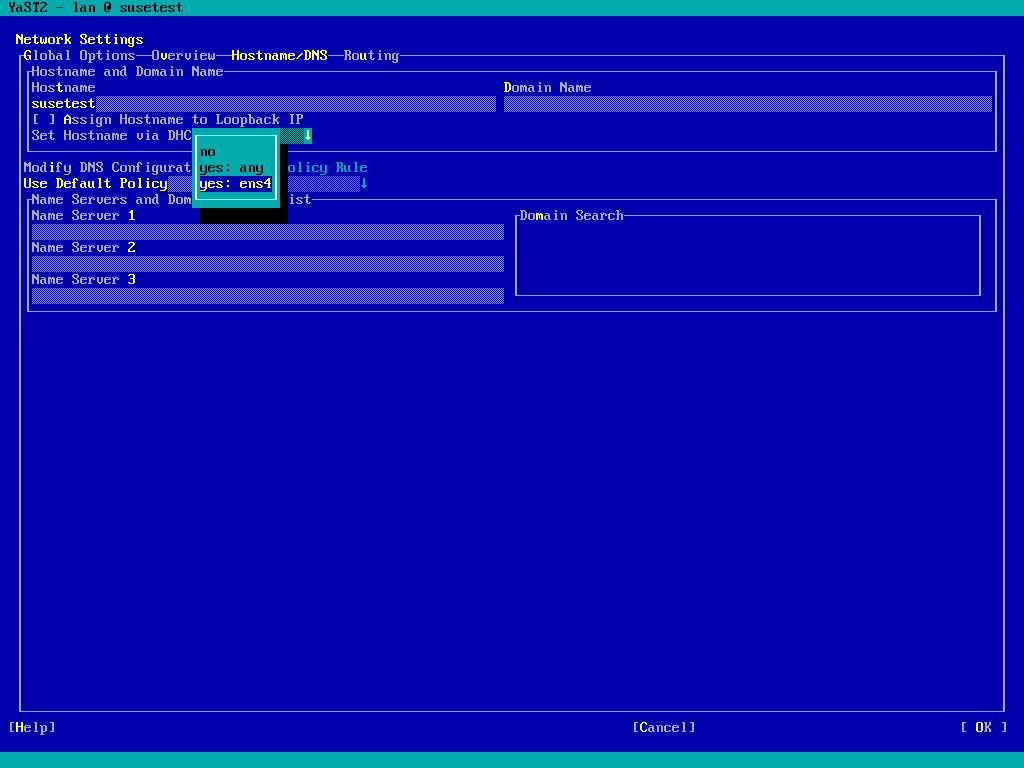 YaST2 - lan @ susetest
Network Settings
Global Options—Overview—Hostname/DNS—Routing
Hostname and Domain Name
Hostname Domain Name
susetest
[ ] Assign Hostname to Loopback IP
Set Hostname via DHC ↓
no
yes: any
yes: ens4
Modify DNS Configurat olicy Rule
Use Default Policy ↓
Name Servers and Dom ist
Name Server 1
Domain Search
Name Server 2
Name Server 3
[Help] [Cancel] [ OK ]